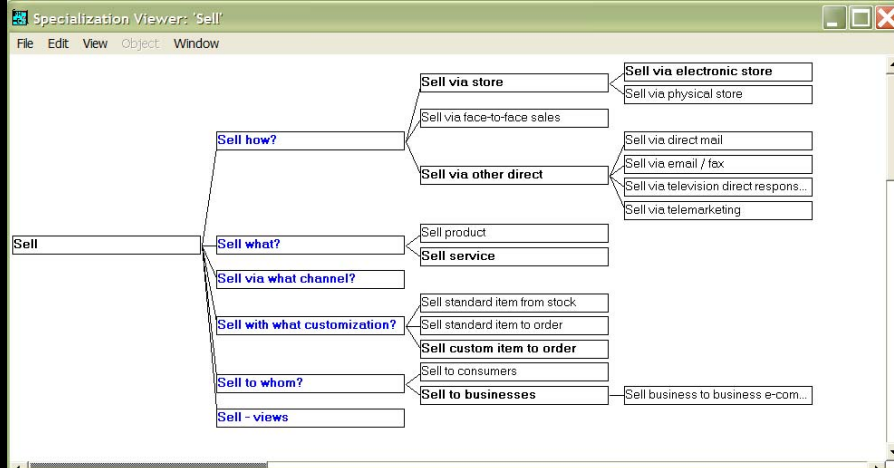 Specialization Viewer: 'Sell'
File Edit View Object Window
Sell via electronic store
Sell via store
Sell via physical store
Sell via face-to-face sales
Sell how?
Sell via direct mail
Sell via email / fax
Sell via other direct
Sell via television direct respons...
Sell via telemarketing
Sell product
Sell
Sell what?
Sell service
Sell via what channel?
Sell standard item from stock
Sell with what customization?
Sell standard item to order
Sell custom item to order
Sell to consumers
Sell to whom?
Sell to businesses
Sell business to business e-com...
Sell - views